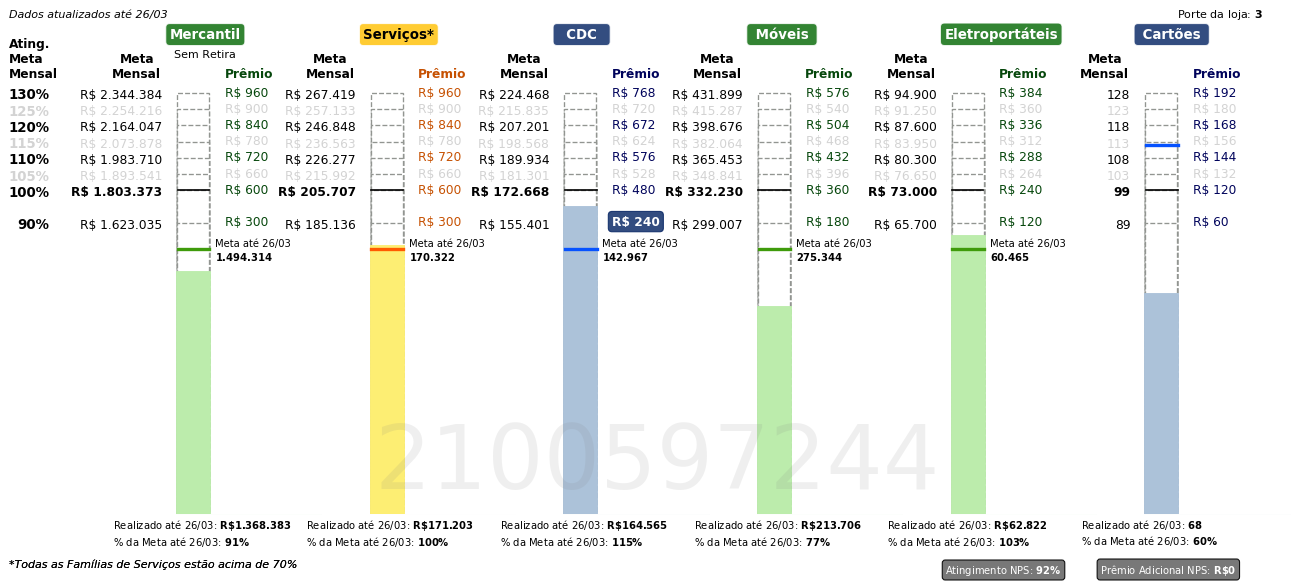 Dados atualizados até 26/03 Porte da loja: 3
Mercantil Serviços* CDC Móveis Eletroportáteis Cartões
Sem Retira
Ating. Meta Mensal Meta Mensal Prêmio Meta Mensal Prêmio Meta Mensal Prêmio Meta Mensal Prêmio Meta Mensal Prêmio Meta Mensal Prêmio
130% R$ 2.344.384 R$ 960 R$ 267.419 R$ 960 R$ 224.468 R$ 768 R$ 431.899 R$ 576 R$ 94.900 R$ 384 128 R$ 192
125% R$ 2.254.216 R$ 900 R$ 257.133 R$ 900 R$ 215.835 R$ 720 R$ 415.287 R$ 540 R$ 91.250 R$ 360 123 R$ 180
120% R$ 2.164.047 R$ 840 R$ 246.848 R$ 840 R$ 207.201 R$ 672 R$ 398.676 R$ 504 R$ 87.600 R$ 336 118 R$ 168
115% R$ 2.073.878 R$ 780 R$ 236.563 R$ 780 R$ 198.568 R$ 624 R$ 382.064 R$ 468 R$ 83.950 R$ 312 113 R$ 156
110% R$ 1.983.710 R$ 720 R$ 226.277 R$ 720 R$ 189.934 R$ 576 R$ 365.453 R$ 432 R$ 80.300 R$ 288 108 R$ 144
105% R$ 1.893.541 R$ 660 R$ 215.992 R$ 660 R$ 181.301 R$ 528 R$ 348.841 R$ 396 R$ 76.650 R$ 264 103 R$ 132
100% R$ 1.803.373 R$ 600 R$ 205.707 R$ 600 R$ 172.668 R$ 480 R$ 332.230 R$ 360 R$ 73.000 R$ 240 99 R$ 120
90% R$ 1.623.035 R$ 300 R$ 185.136 R$ 300 R$ 155.401 R$ 240 R$ 299.007 R$ 180 R$ 65.700 R$ 120 89 R$ 60
Meta até 26/03 Meta até 26/03 Meta até 26/03 Meta até 26/03 Meta até 26/03
1.494.314 170.322 142.967 275.344 60.465
2100597244
Realizado até 26/03: R$1.368.383 Realizado até 26/03: R$171.203 Realizado até 26/03: R$164.565 Realizado até 26/03: R$213.706 Realizado até 26/03: R$62.822 Realizado até 26/03: 68
% da Meta até 26/03: 91% % da Meta até 26/03: 100% % da Meta até 26/03: 115% % da Meta até 26/03: 77% % da Meta até 26/03: 103% % da Meta até 26/03: 60%
*Todas as Famílias de Serviços estão acima de 70% Atingimento NPS: 92% Prêmio Adicional NPS: R$0